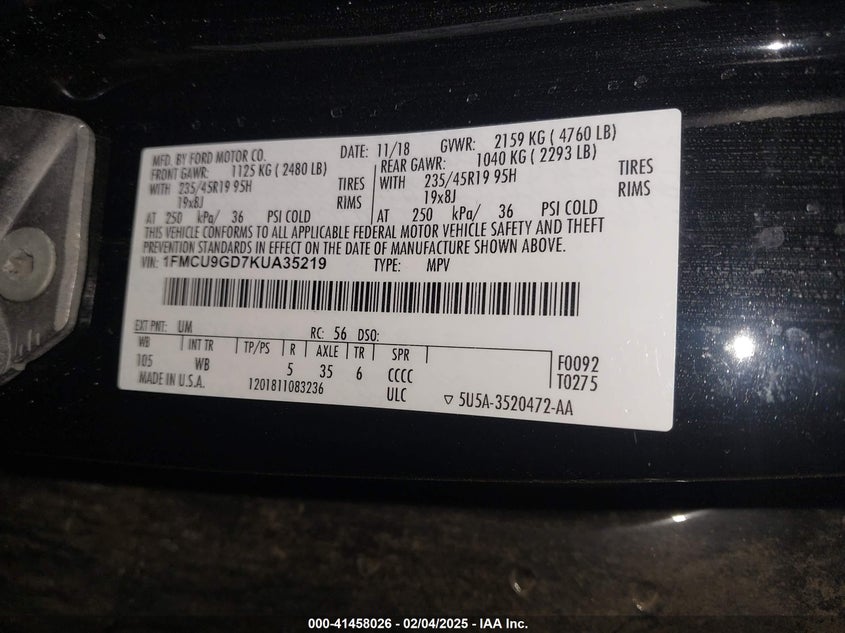 MFD. BY FORD MOTOR CO. DATE: 11/18 GVWR: 2159 KG ( 4760 LB)
FRONT GAWR: 1125 KG ( 2480 LB) REAR GAWR: 1040 KG ( 2293 LB)
WITH 235/45R19 95H TIRES WITH 235/45R19 95H TIRES
19x8J RIMS 19x8J RIMS
AT 250 kPa/ 36 PSI COLD AT 250 kPa/ 36 PSI COLD
THIS VEHICLE CONFORMS TO ALL APPLICABLE FEDERAL MOTOR VEHICLE SAFETY AND THEFT
PREVENTION STANDARDS IN EFFECT ON THE DATE OF MANUFACTURE SHOWN ABOVE.
VIN: 1FMCU9GD7KUA35219 TYPE: MPV
EXT PNT: UM RC: 56 DSO:
WB INT TR TP/PS R AXLE TR SPR
105 WB 5 35 6 CCCC F0092
MADE IN U.S.A. 1201811083236 ULC T0275
▽ 5U5A-3520472-AA
000-41458026 - 02/04/2025 - IAA Inc.